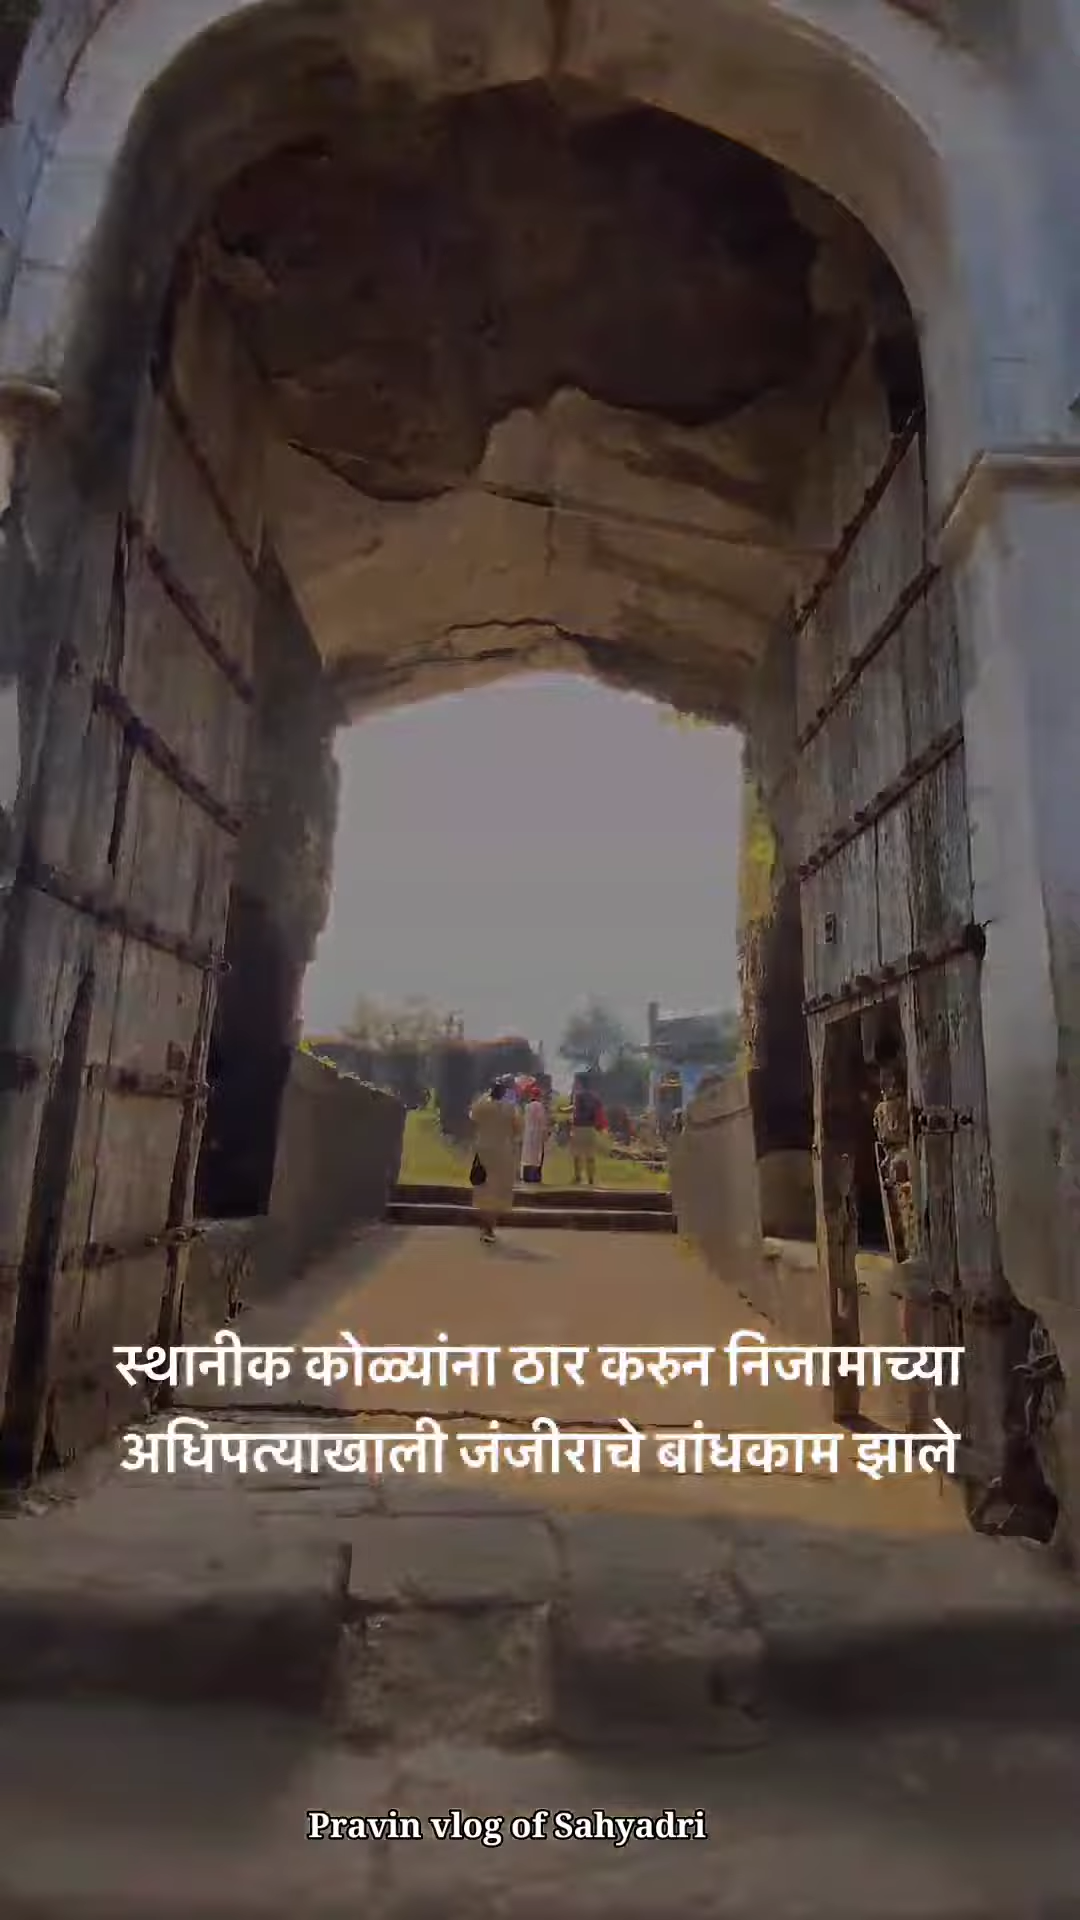 स्थानीक कोळ्यांना ठार करुन निजामाच्या
अधिपत्याखाली जंजीराचे बांधकाम झाले
Pravin vlog of Sahyadri